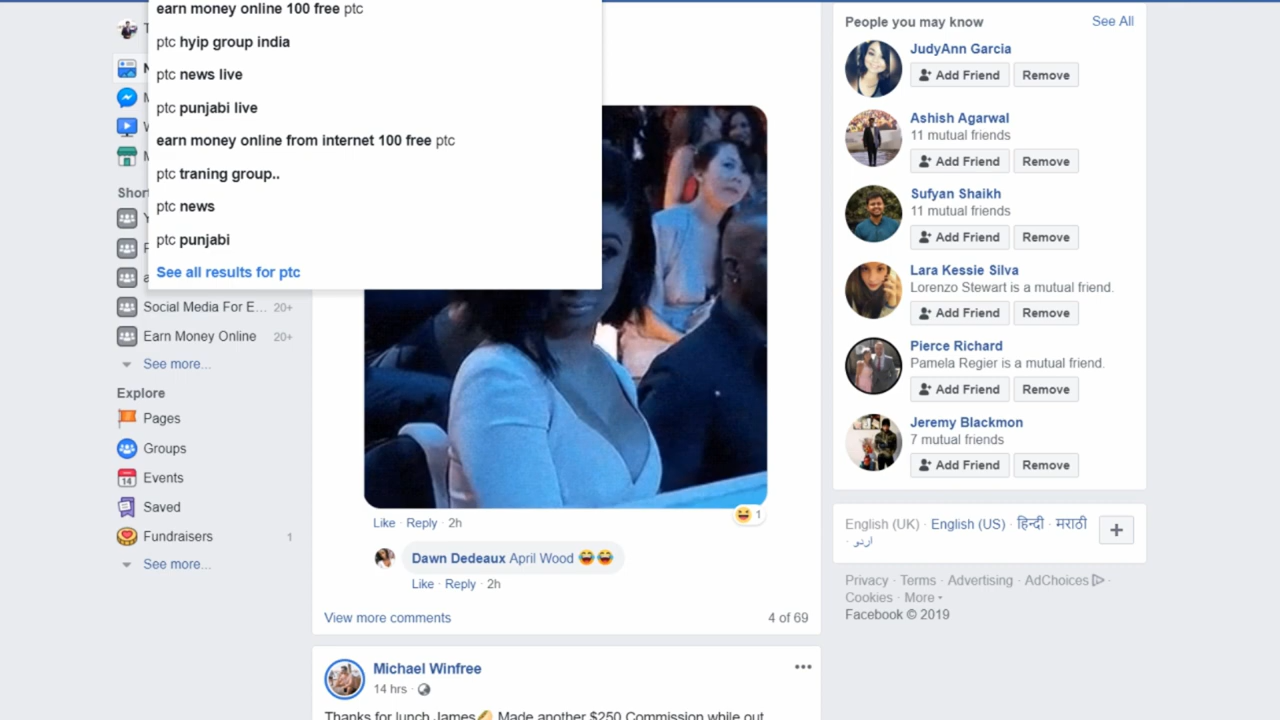 earn money online 100 free ptc
ptc hyip group india
ptc news live
ptc punjabi live
earn money online from internet 100 free ptc
ptc traning group..
ptc news
ptc punjabi
See all results for ptc
Social Media For E... 20+
Earn Money Online 20+
See more...
Explore
Pages
Groups
14
Events
Saved
Fundraisers 1
See more...
1
Like · Reply · 2h
Dawn Dedeaux April Wood
Like · Reply · 2h
View more comments
4 of 69
Michael Winfree
14 hrs ·
Thanks for lunch James Made another $250 Commission while out
People you may know
See All
JudyAnn Garcia
Add Friend Remove
Ashish Agarwal
11 mutual friends
Add Friend Remove
Sufyan Shaikh
11 mutual friends
Add Friend Remove
Lara Kessie Silva
Lorenzo Stewart is a mutual friend.
Add Friend Remove
Pierce Richard
Pamela Regier is a mutual friend.
Add Friend Remove
Jeremy Blackmon
7 mutual friends
Add Friend Remove
English (UK) · English (US) · हिन्दी · मराठी
· اردو
+
Privacy · Terms · Advertising · AdChoices ·
Cookies · More
Facebook © 2019